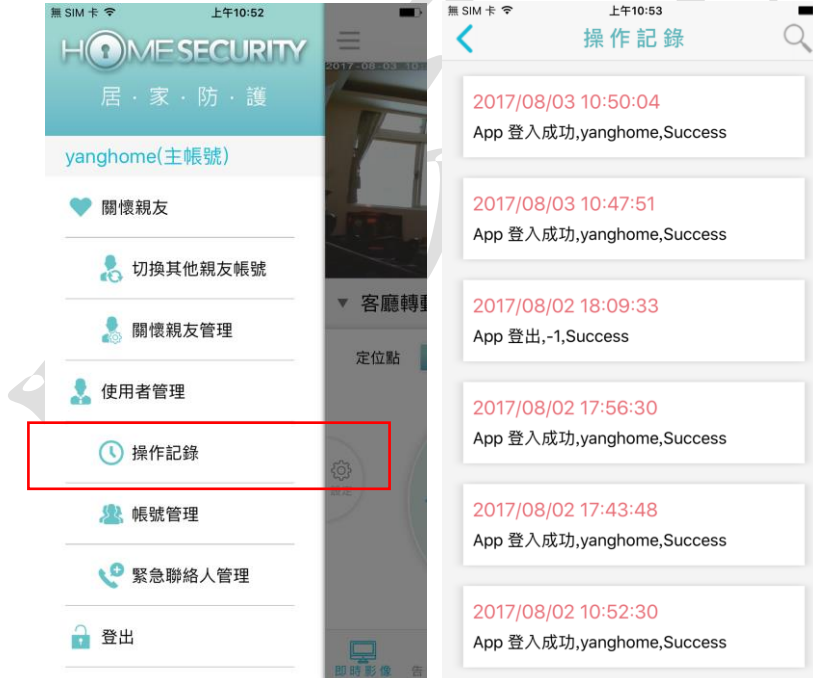 無 SIM 卡 上午10:52
HOME SECURITY
居．家．防．護
yanghome(主帳號)
關懷親友
切換其他親友帳號
關懷親友管理
使用者管理
操作記錄
帳號管理
緊急聯絡人管理
登出
2017-08-03 10
客廳轉動
定位點
設定
即時影像 告
無 SIM 卡 上午10:53
操作記錄
2017/08/03 10:50:04
App 登入成功,yanghome,Success
2017/08/03 10:47:51
App 登入成功,yanghome,Success
2017/08/02 18:09:33
App 登出,-1,Success
2017/08/02 17:56:30
App 登入成功,yanghome,Success
2017/08/02 17:43:48
App 登入成功,yanghome,Success
2017/08/02 10:52:30
App 登入成功,yanghome,Success